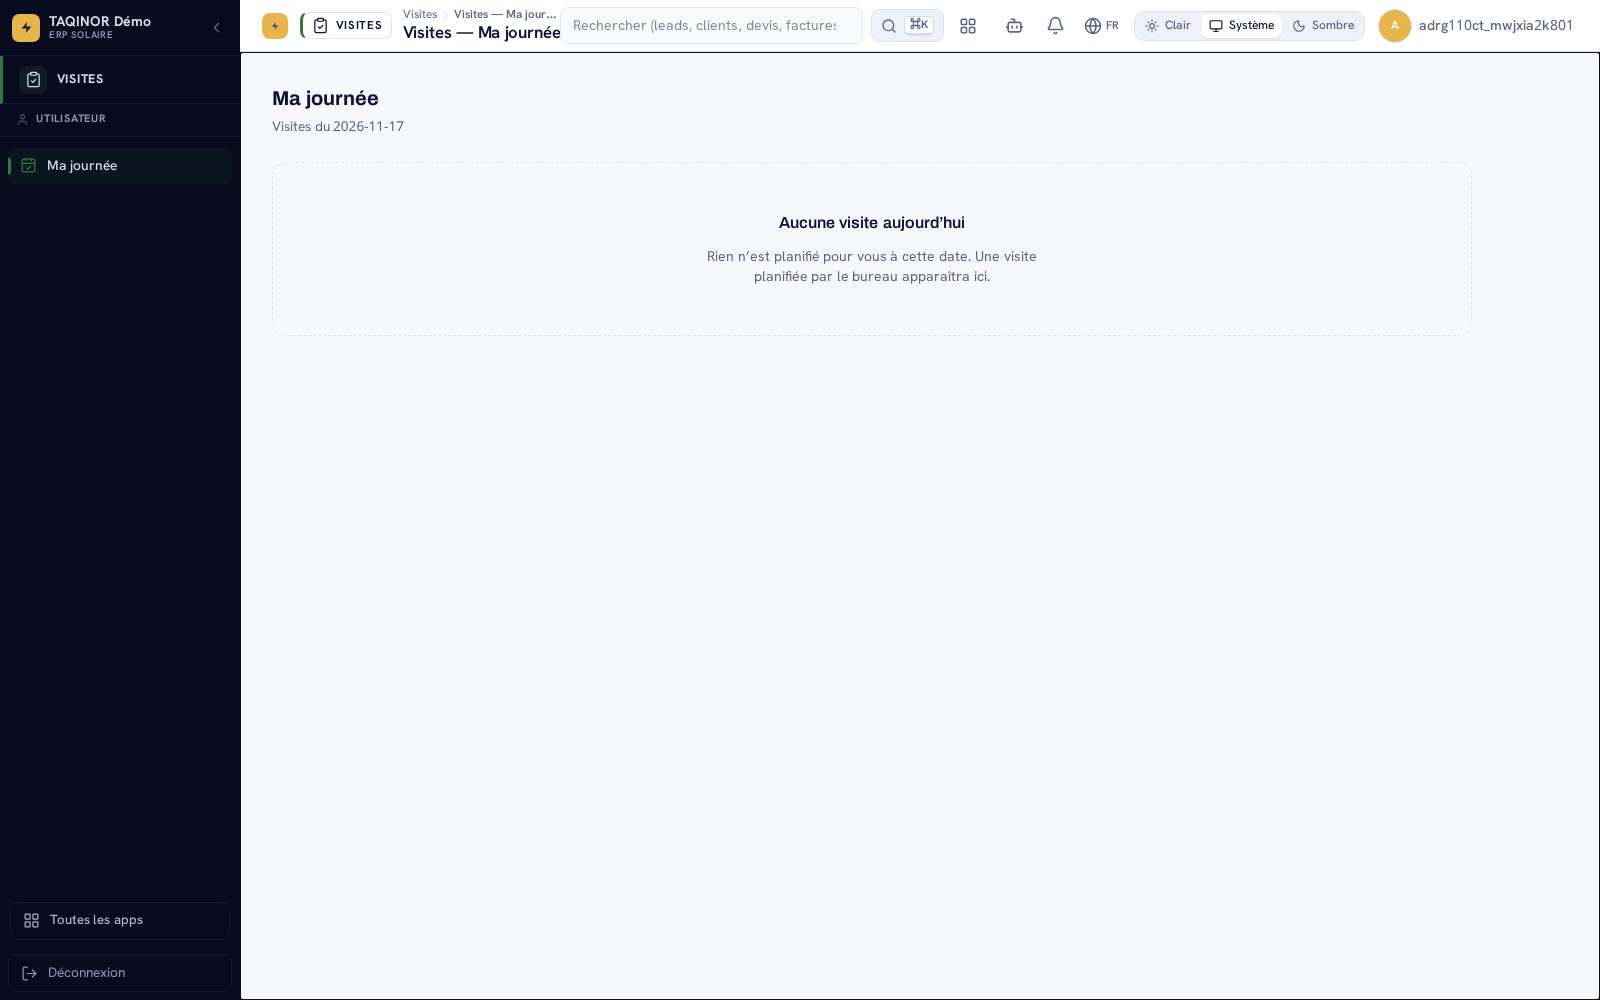 TAQINOR Démo
ERP SOLAIRE
VISITES
UTILISATEUR
Ma journée
Toutes les apps
Déconnexion
VISITES
Visites › Visites — Ma jour...
Visites — Ma journée
Rechercher (leads, clients, devis, factures
⌘K
FR
Clair
Système
Sombre
A
adrg110ct_mwjxia2k801
Ma journée
Visites du 2026-11-17
Aucune visite aujourd’hui
Rien n’est planifié pour vous à cette date. Une visite
planifiée par le bureau apparaîtra ici.